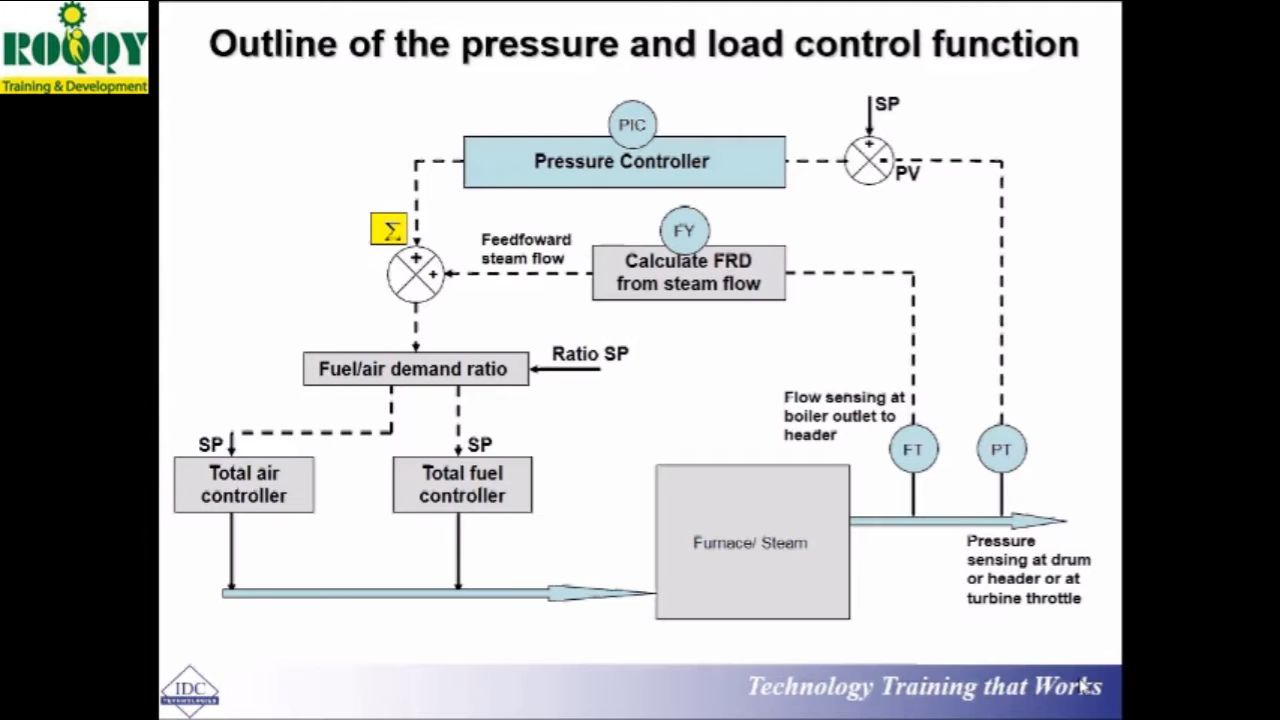 ROQQY
Training & Development
Outline of the pressure and load control function
SP
PIC
Pressure Controller
+
-
PV
Σ
FY
Feedfoward
steam flow
Calculate FRD
from steam flow
+
+
Ratio SP
Fuel/air demand ratio
Flow sensing at
boiler outlet to
header
SP
SP
FT
PT
Total air
controller
Total fuel
controller
Furnace/ Steam
Pressure
sensing at drum
or header or at
turbine throttle
IDC
TECHNOLOGIES
Technology Training that Works